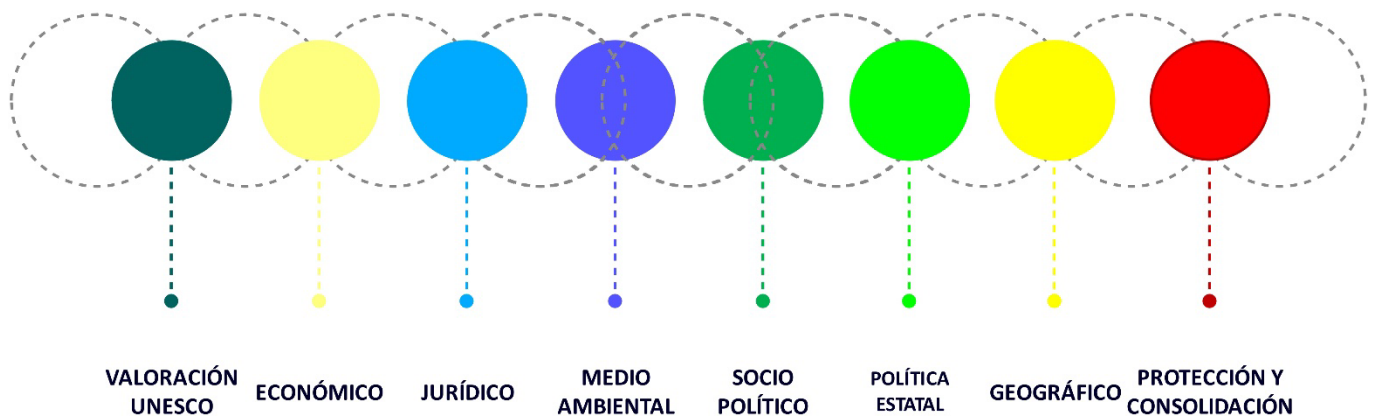 VALORACIÓN
UNESCO
ECONÓMICO
JURÍDICO
MEDIO
AMBIENTAL
SOCIO
POLÍTICO
POLÍTICA
ESTATAL
GEOGRÁFICO
PROTECCIÓN Y
CONSOLIDACIÓN